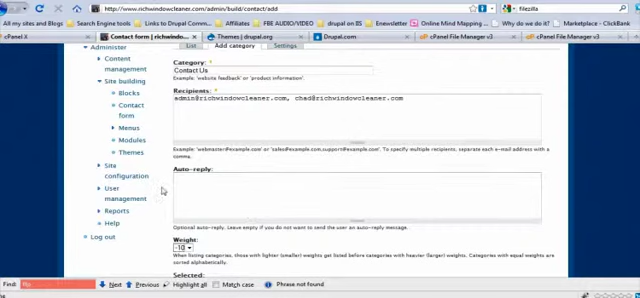 http://www.richwindowcleaner.com/admin/build/contact/add
filezilla
All my sites and Blogs
Search Engine tools
Links to Downloads
Affiliates
FBE AUDIO/VIDEO
drupal on IIS
Enewsletter
Online Mind Mapping
Why do we do it?
Marketplace - ClickBank
cPanel X
Contact form | richwindow...
Themes | drupal.org
Drupal.com
cPanel File Manager v3
cPanel File Manager v3
Administer
Content management
Site building
Blocks
Contact form
Menus
Modules
Themes
Site configuration
User management
Reports
Help
Log out
List
Add category
Settings
Category: *
Contact Us
Example: 'website feedback' or 'product information'.
Recipients: *
admin@richwindowcleaner.com, chad@richwindowcleaner.com
Example: 'webmaster@example.com' or 'sales@example.com,support@example.com'. To specify multiple recipients, separate each e-mail address with a
comma.
Auto-reply:
Optional auto-reply. Leave empty if you do not want to send the user an auto-reply message.
Weight:
-10
When listing categories, those with lighter (smaller) weights get listed before categories with heavier (larger) weights. Categories with equal weights are
sorted alphabetically.
Selected:
Find:
Next
Previous
Highlight all
Match case
Phrase not found